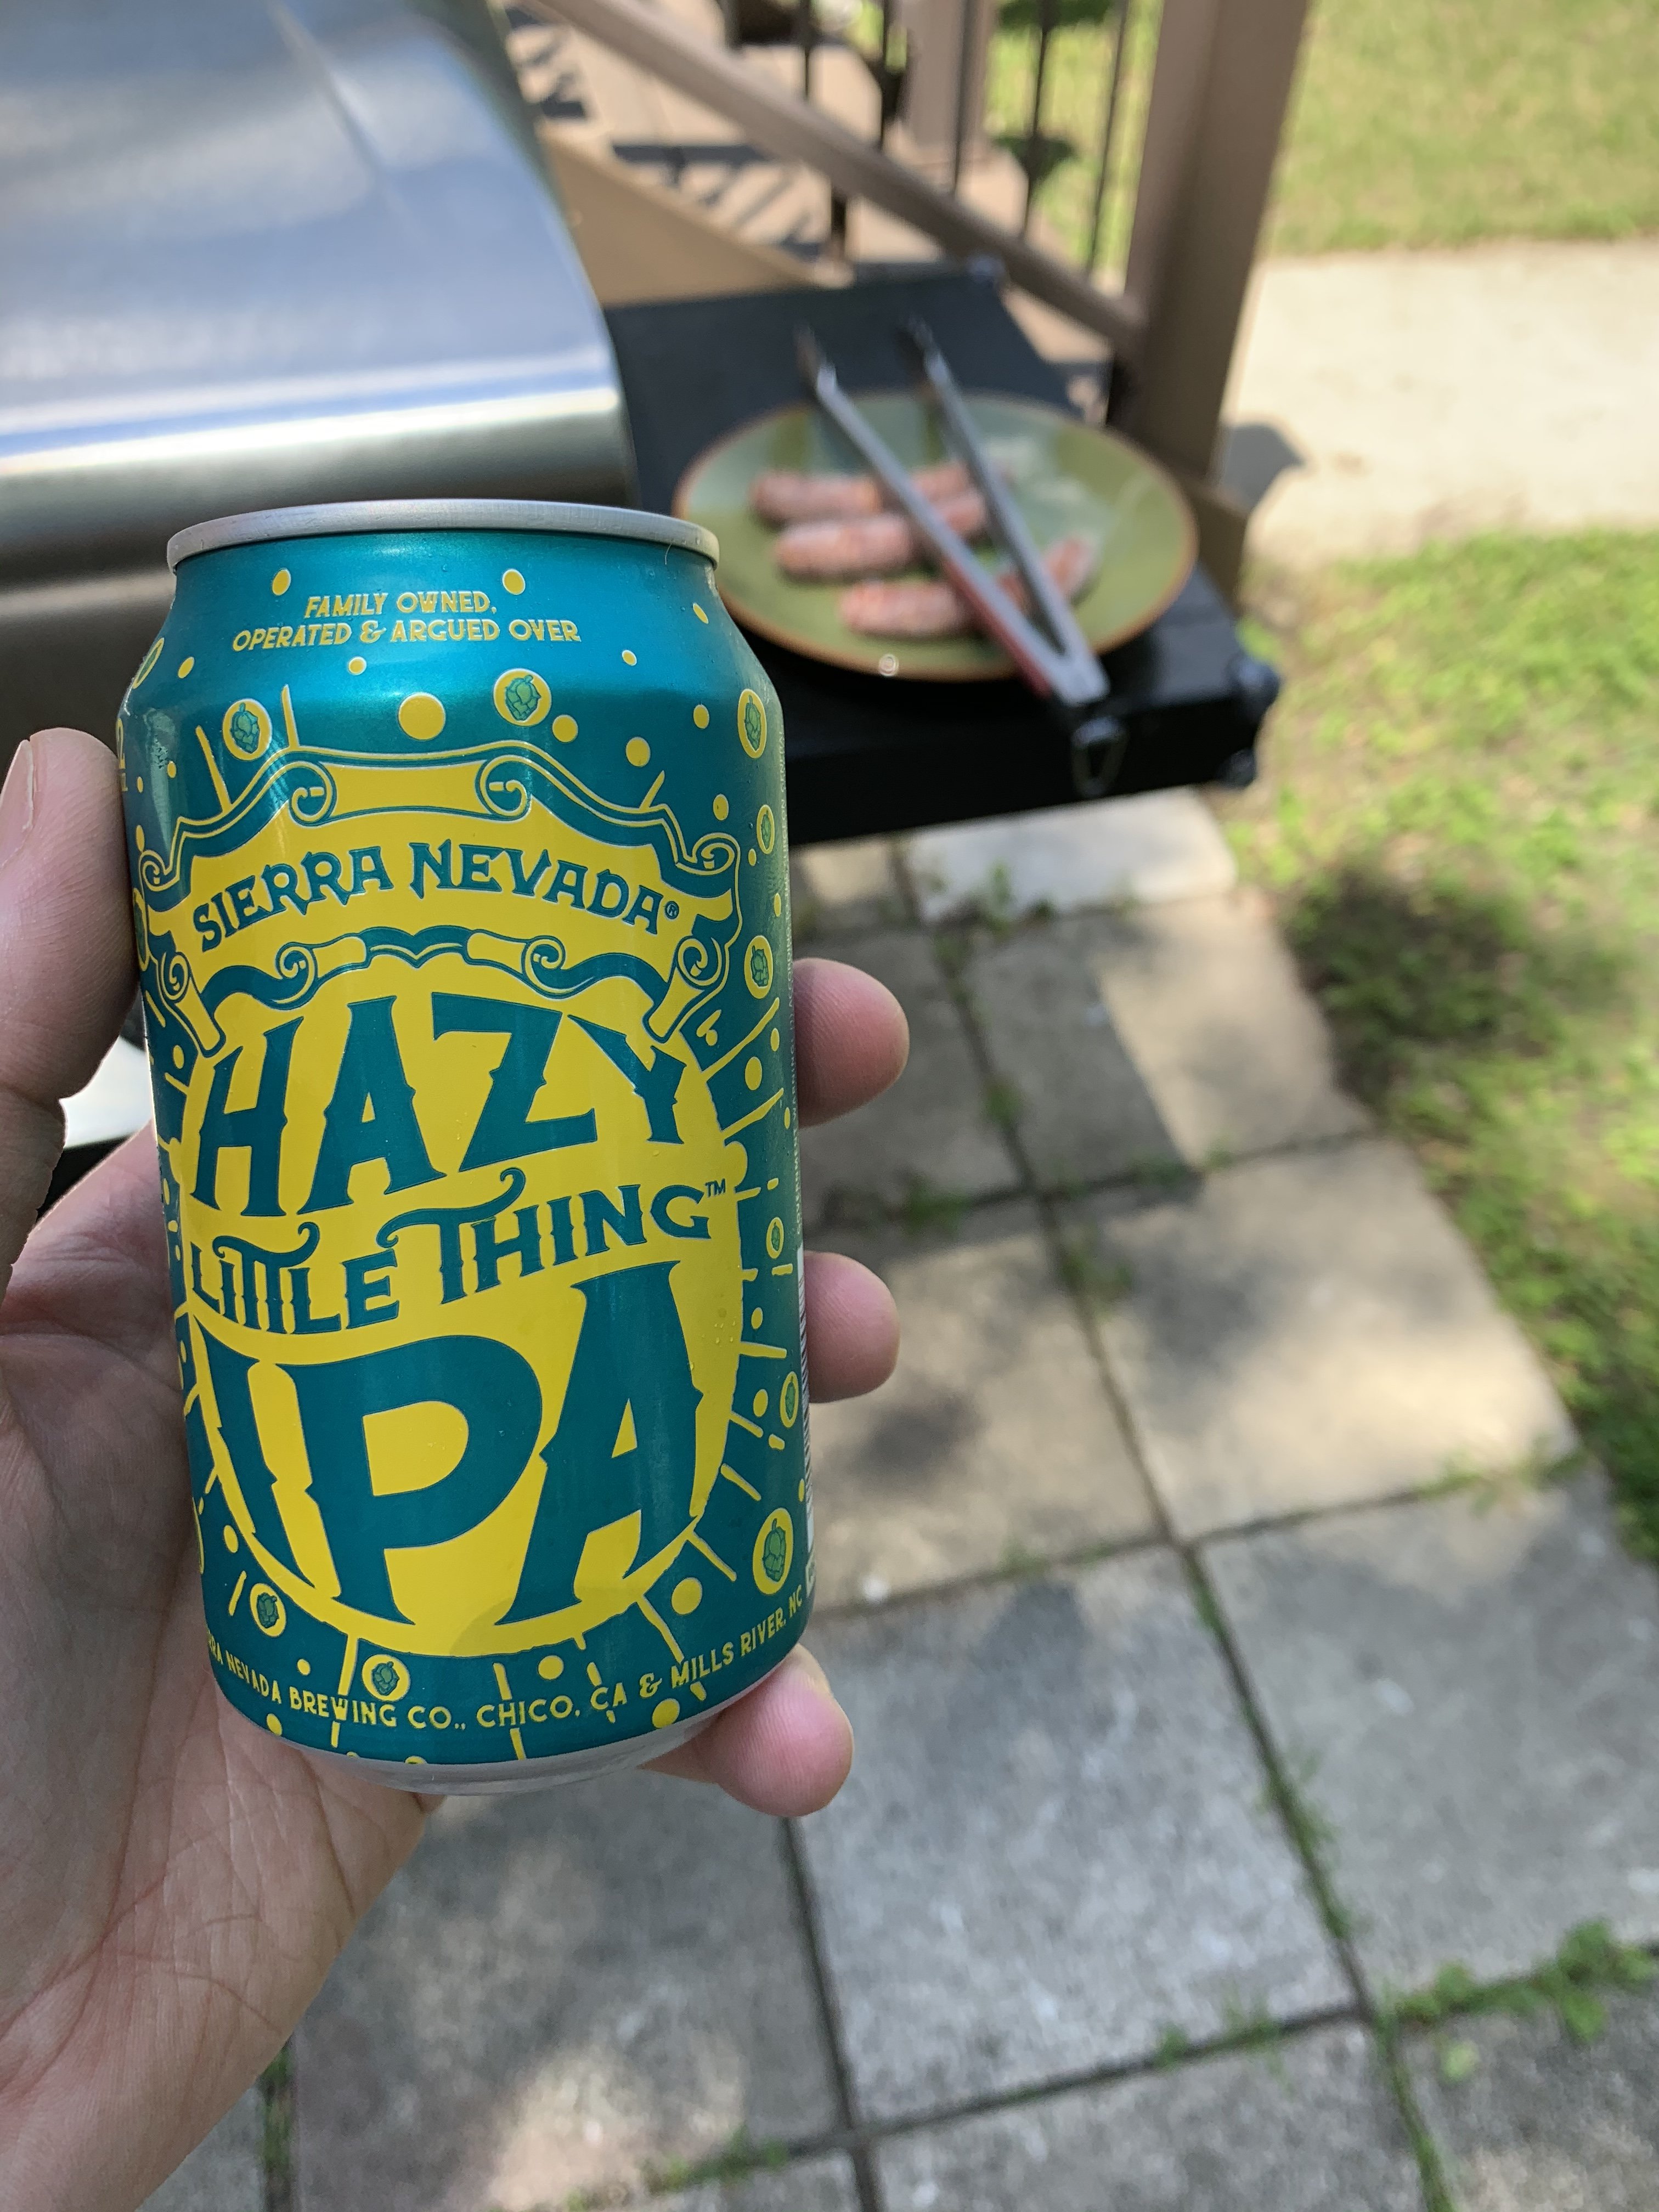 FAMILY OWNED,
OPERATED & ARGUED OVER
SIERRA NEVADA®
HAZY
LITTLE THING™
IPA
NEVADA BREWING CO., CHICO, CA & MILLS RIVER, NC